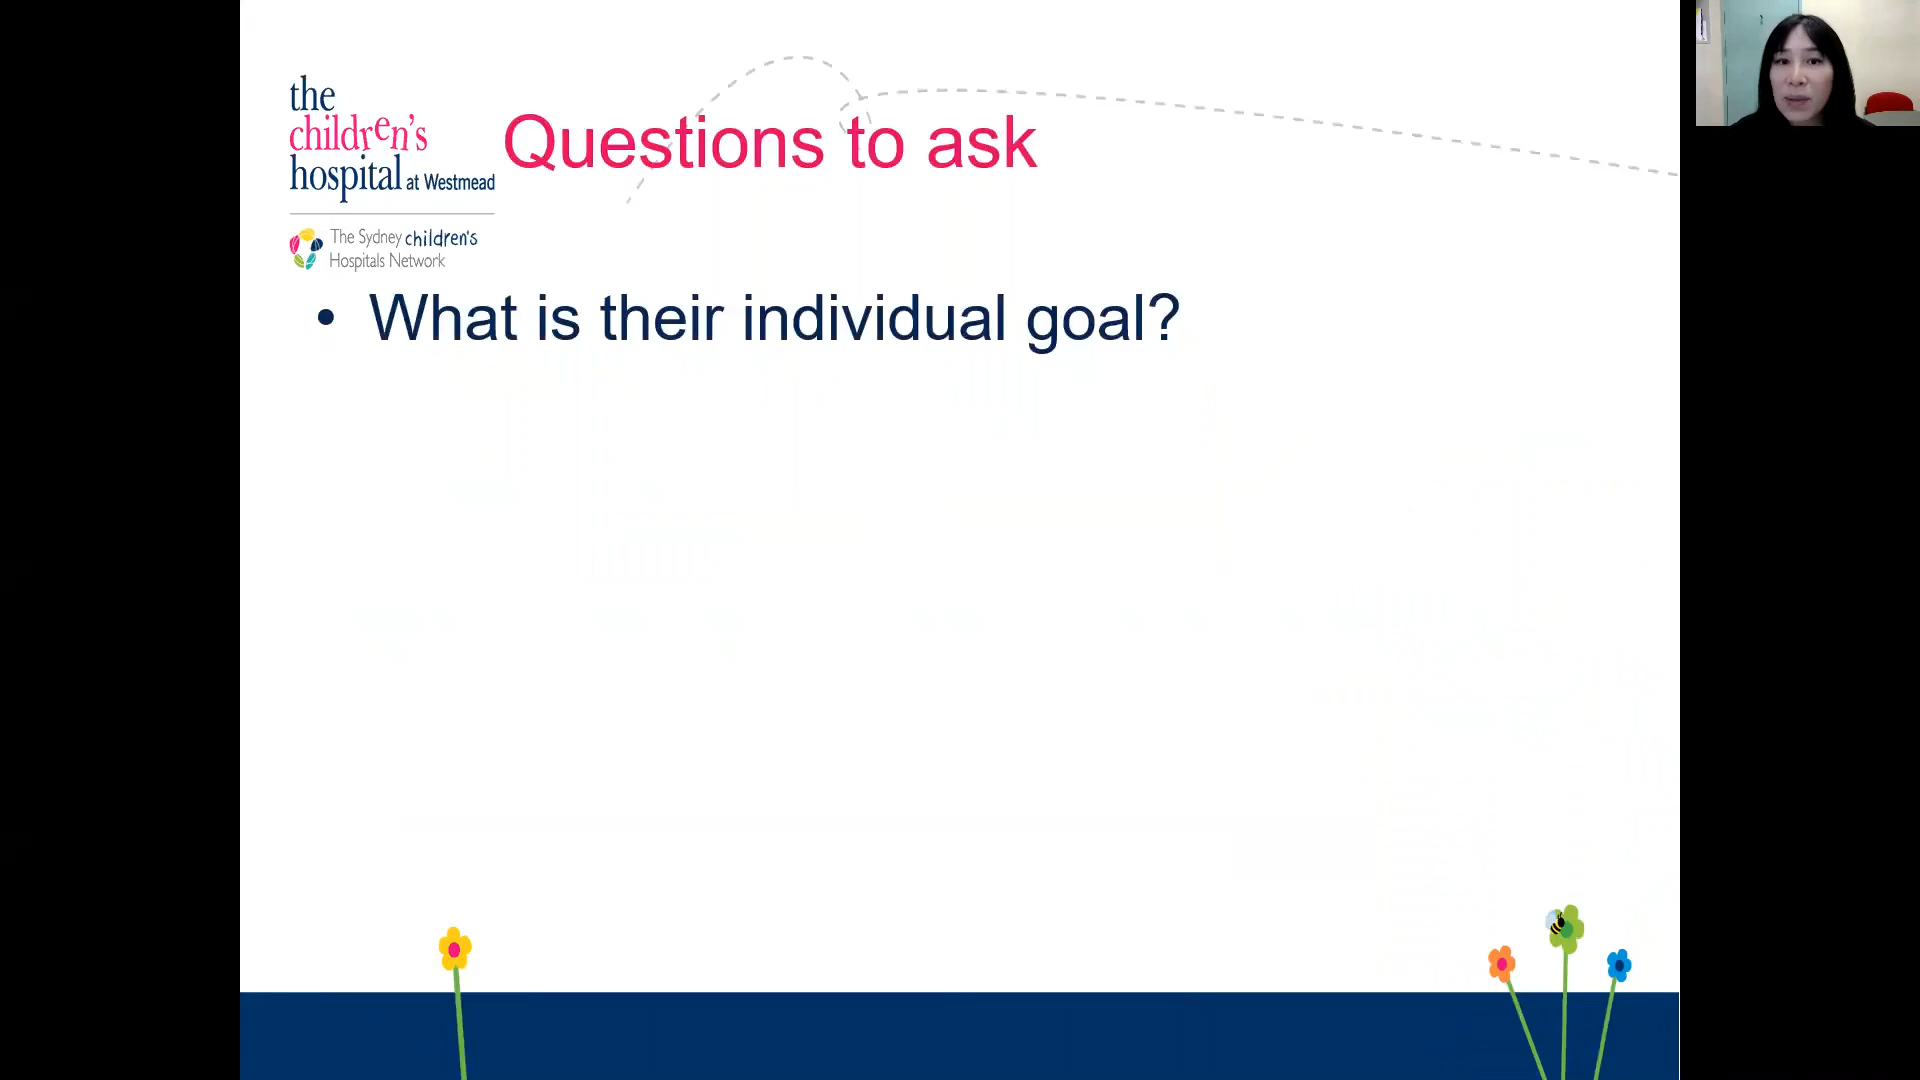 the
children's
hospital at Westmead
The Sydney children's
Hospitals Network
Questions to ask
• What is their individual goal?